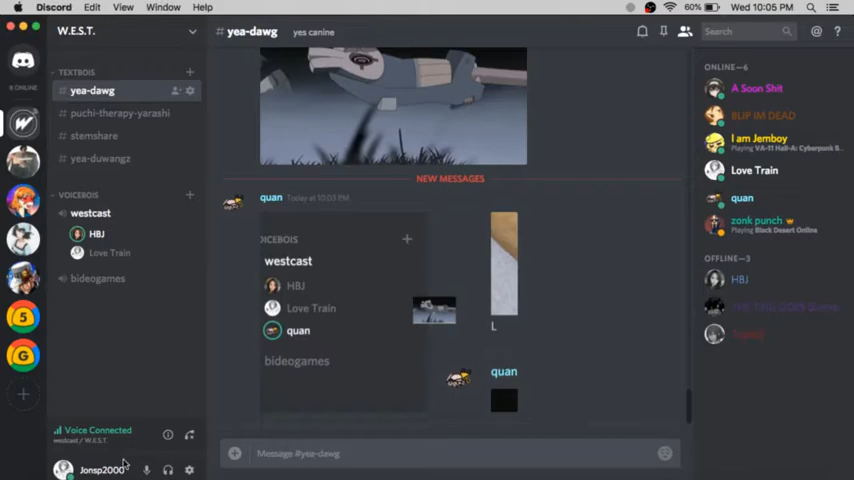 Discord Edit View Window Help
60% Wed 10:05 PM
W.E.S.T.
# yea-dawg yes canine
Search
6 ONLINE
TEXTBOIS
# yea-dawg
# puchi-therapy-yarashi
# stemshare
# yea-duwangz
VOICEBOIS
westcast
HBJ
Love Train
bideogames
5
G
Voice Connected
westcast / W.E.S.T.
Jonsp2000
NEW MESSAGES
quan Today at 10:03 PM
OICEBOIS
westcast
HBJ
Love Train
quan
bideogames
L
quan
Message #yea-dawg
ONLINE—6
A Soon Shit
BLIP IM DEAD
I am Jemboy
Playing VA-11 Hall-A: Cyberpunk B...
Love Train
quan
zonk punch
Playing Black Desert Online
OFFLINE—3
HBJ